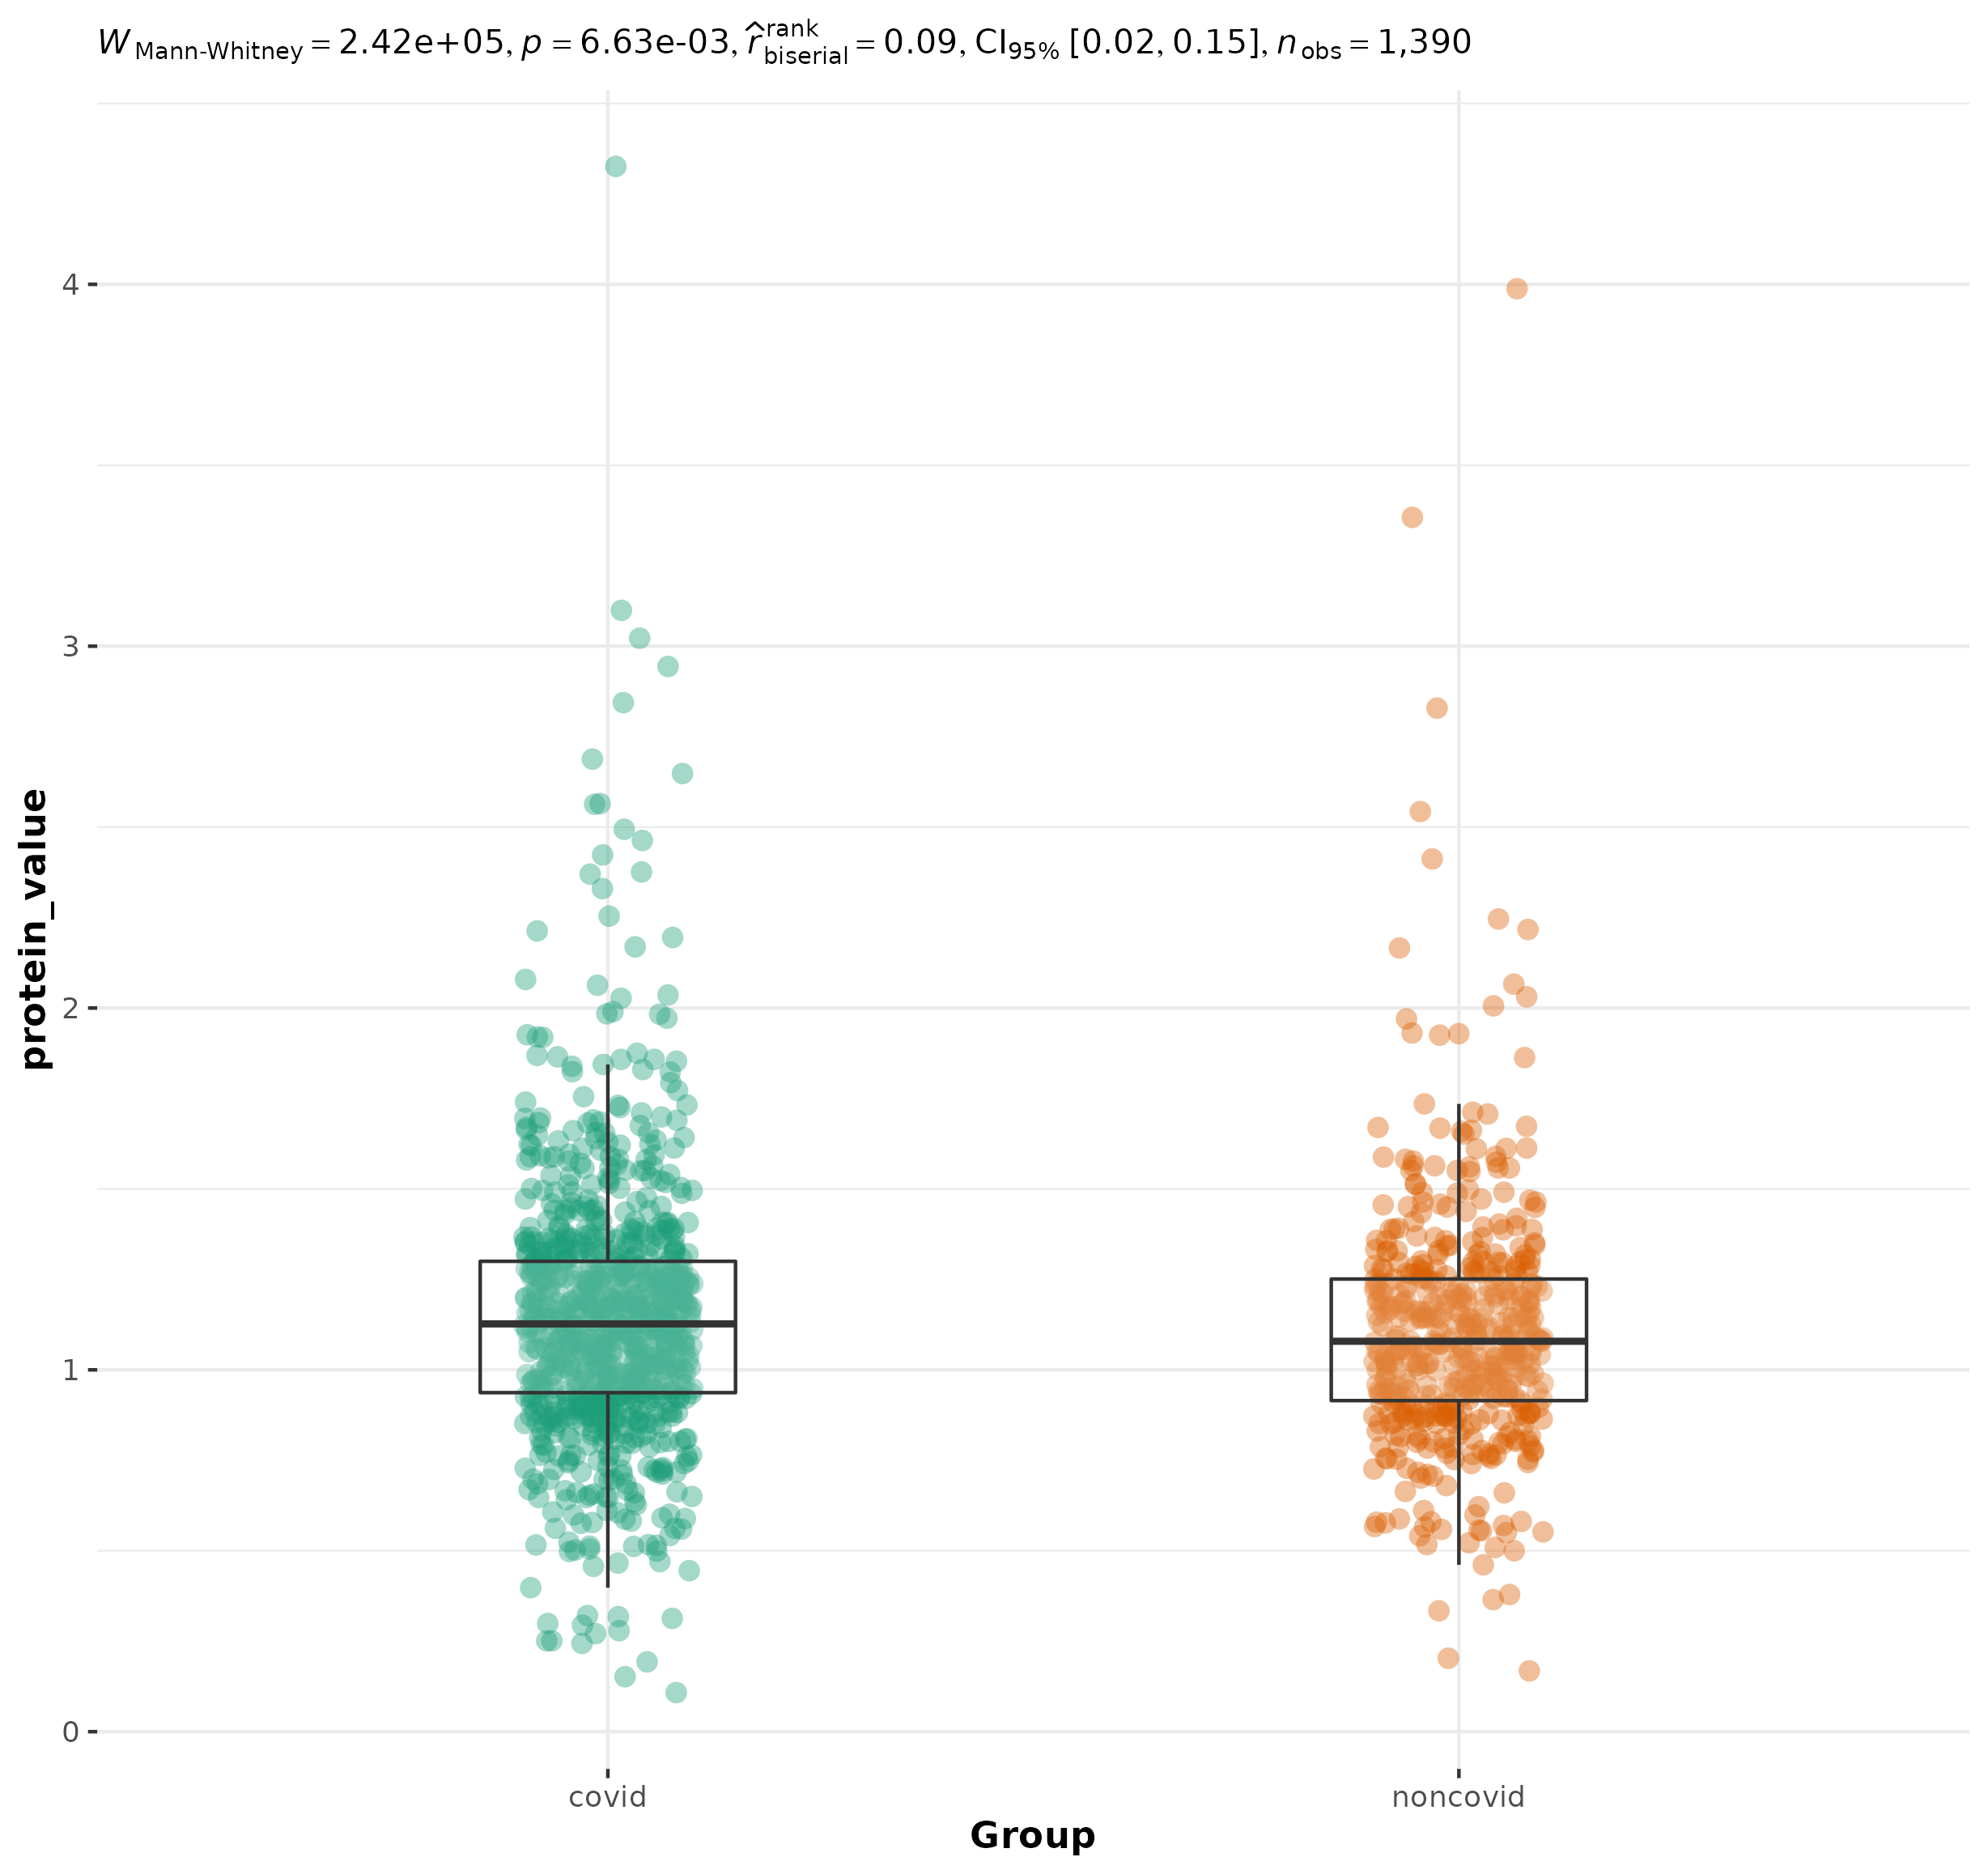 W Mann-Whitney = 2.42e+05, p = 6.63e-03, r̂ rank biserial = 0.09, CI95% [0.02, 0.15], nobs = 1,390
4
3
2
1
0
protein_value
covid noncovid
Group